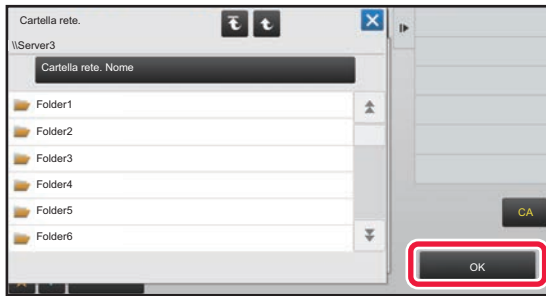 Cartella rete.
\\Server3
Cartella rete. Nome
Folder1
Folder2
Folder3
Folder4
Folder5
Folder6
CA
OK